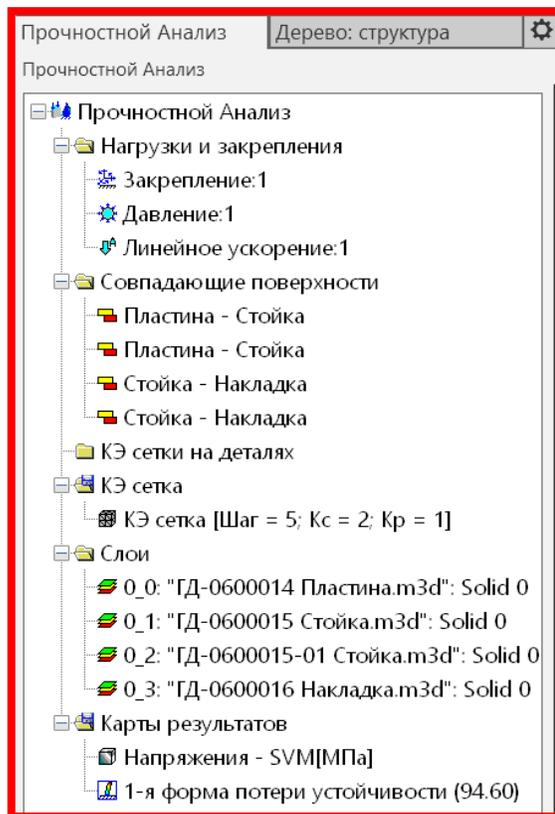 Прочностной Анализ
Дерево: структура
Прочностной Анализ
Прочностной Анализ
Нагрузки и закрепления
Закрепление:1
Давление:1
Линейное ускорение:1
Совпадающие поверхности
Пластина - Стойка
Пластина - Стойка
Стойка - Накладка
Стойка - Накладка
КЭ сетки на деталях
КЭ сетка
КЭ сетка [Шаг = 5; Кс = 2; Кр = 1]
Слои
0_0: "ГД-0600014 Пластина.m3d": Solid 0
0_1: "ГД-0600015 Стойка.m3d": Solid 0
0_2: "ГД-0600015-01 Стойка.m3d": Solid 0
0_3: "ГД-0600016 Накладка.m3d": Solid 0
Карты результатов
Напряжения - SVM[МПа]
1-я форма потери устойчивости (94.60)